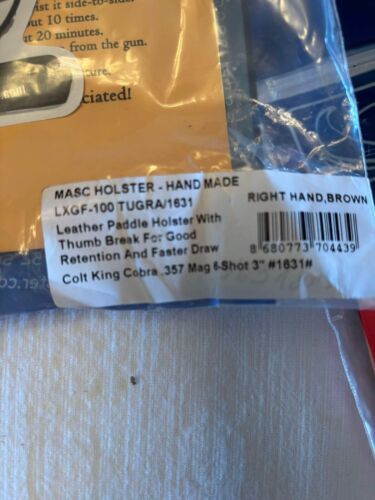 ist it side-to-side.
out 10 times.
ut 20 minutes.
from the gun.
cure.
ciated!
MASC HOLSTER - HAND MADE
LXGF-100 TUGRA/1631
RIGHT HAND,BROWN
Leather Paddle Holster With
Thumb Break For Good
Retention And Faster Draw
8 680773 704439
Colt King Cobra .357 Mag 6-Shot 3" #1631#